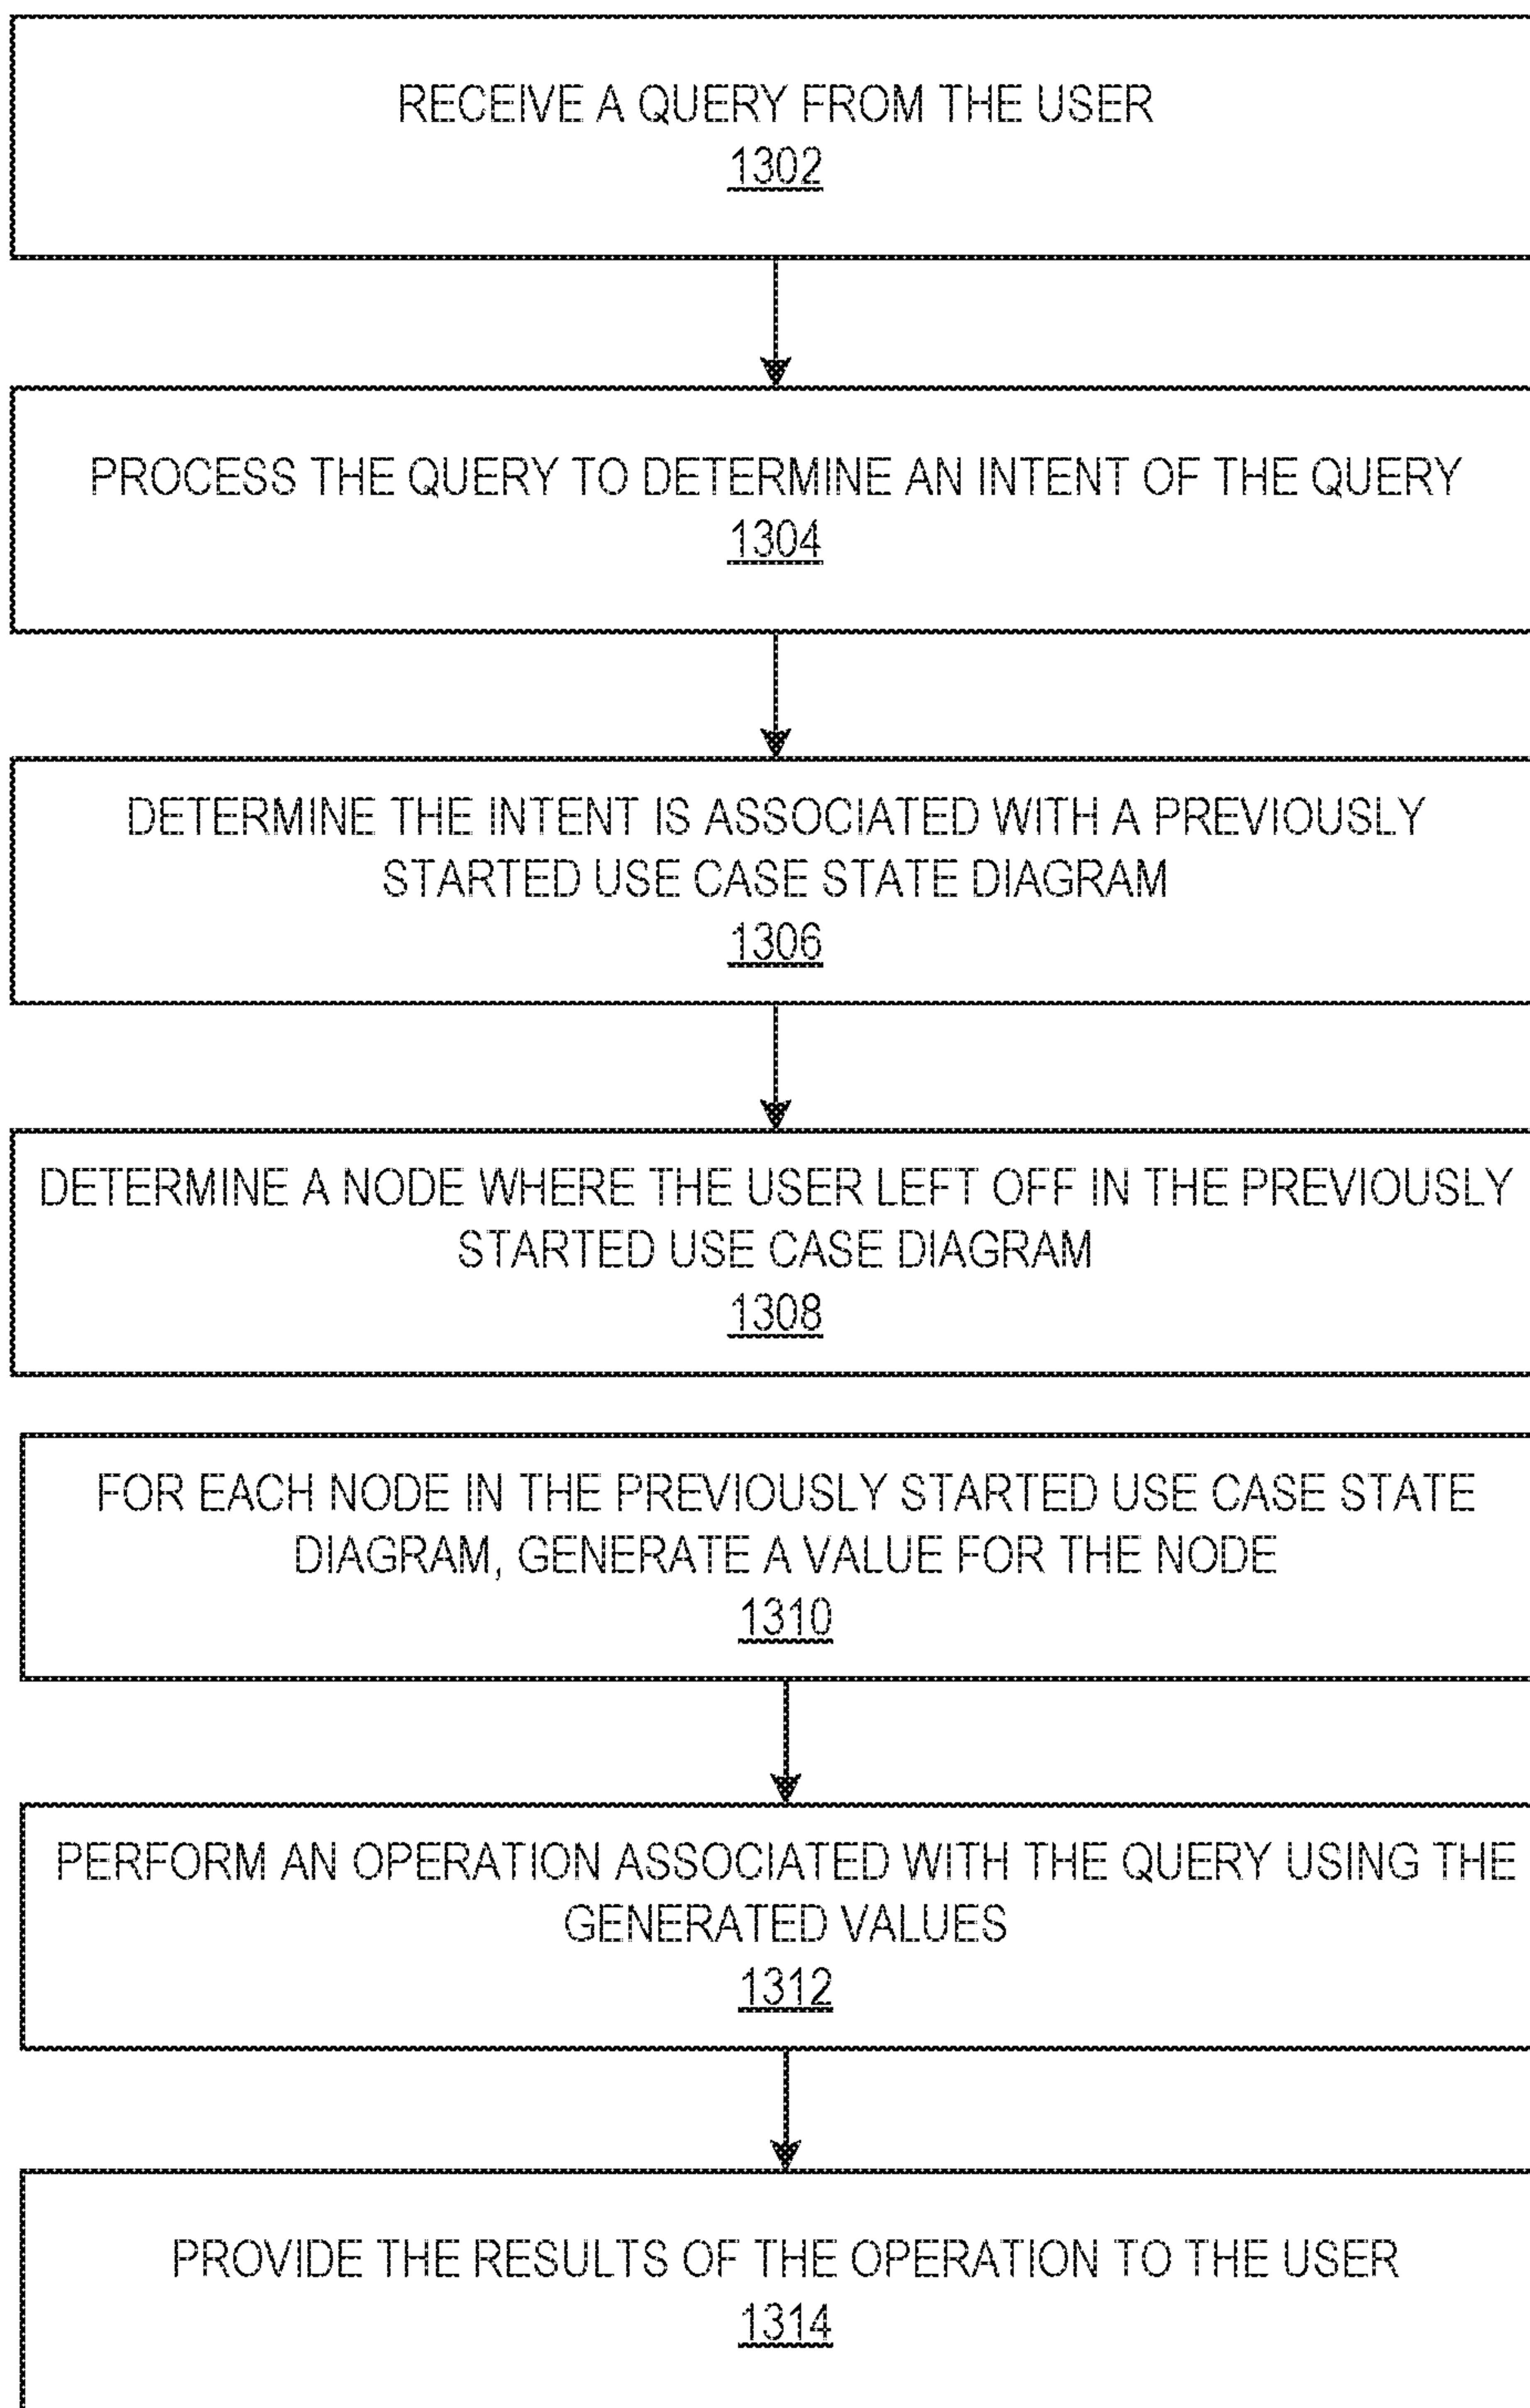 RECEIVE A QUERY FROM THE USER
1302
PROCESS THE QUERY TO DETERMINE AN INTENT OF THE QUERY
1304
DETERMINE THE INTENT IS ASSOCIATED WITH A PREVIOUSLY
STARTED USE CASE STATE DIAGRAM
1306
DETERMINE A NODE WHERE THE USER LEFT OFF IN THE PREVIOUSLY
STARTED USE CASE DIAGRAM
1308
FOR EACH NODE IN THE PREVIOUSLY STARTED USE CASE STATE
DIAGRAM, GENERATE A VALUE FOR THE NODE
1310
PERFORM AN OPERATION ASSOCIATED WITH THE QUERY USING THE
GENERATED VALUES
1312
PROVIDE THE RESULTS OF THE OPERATION TO THE USER
1314